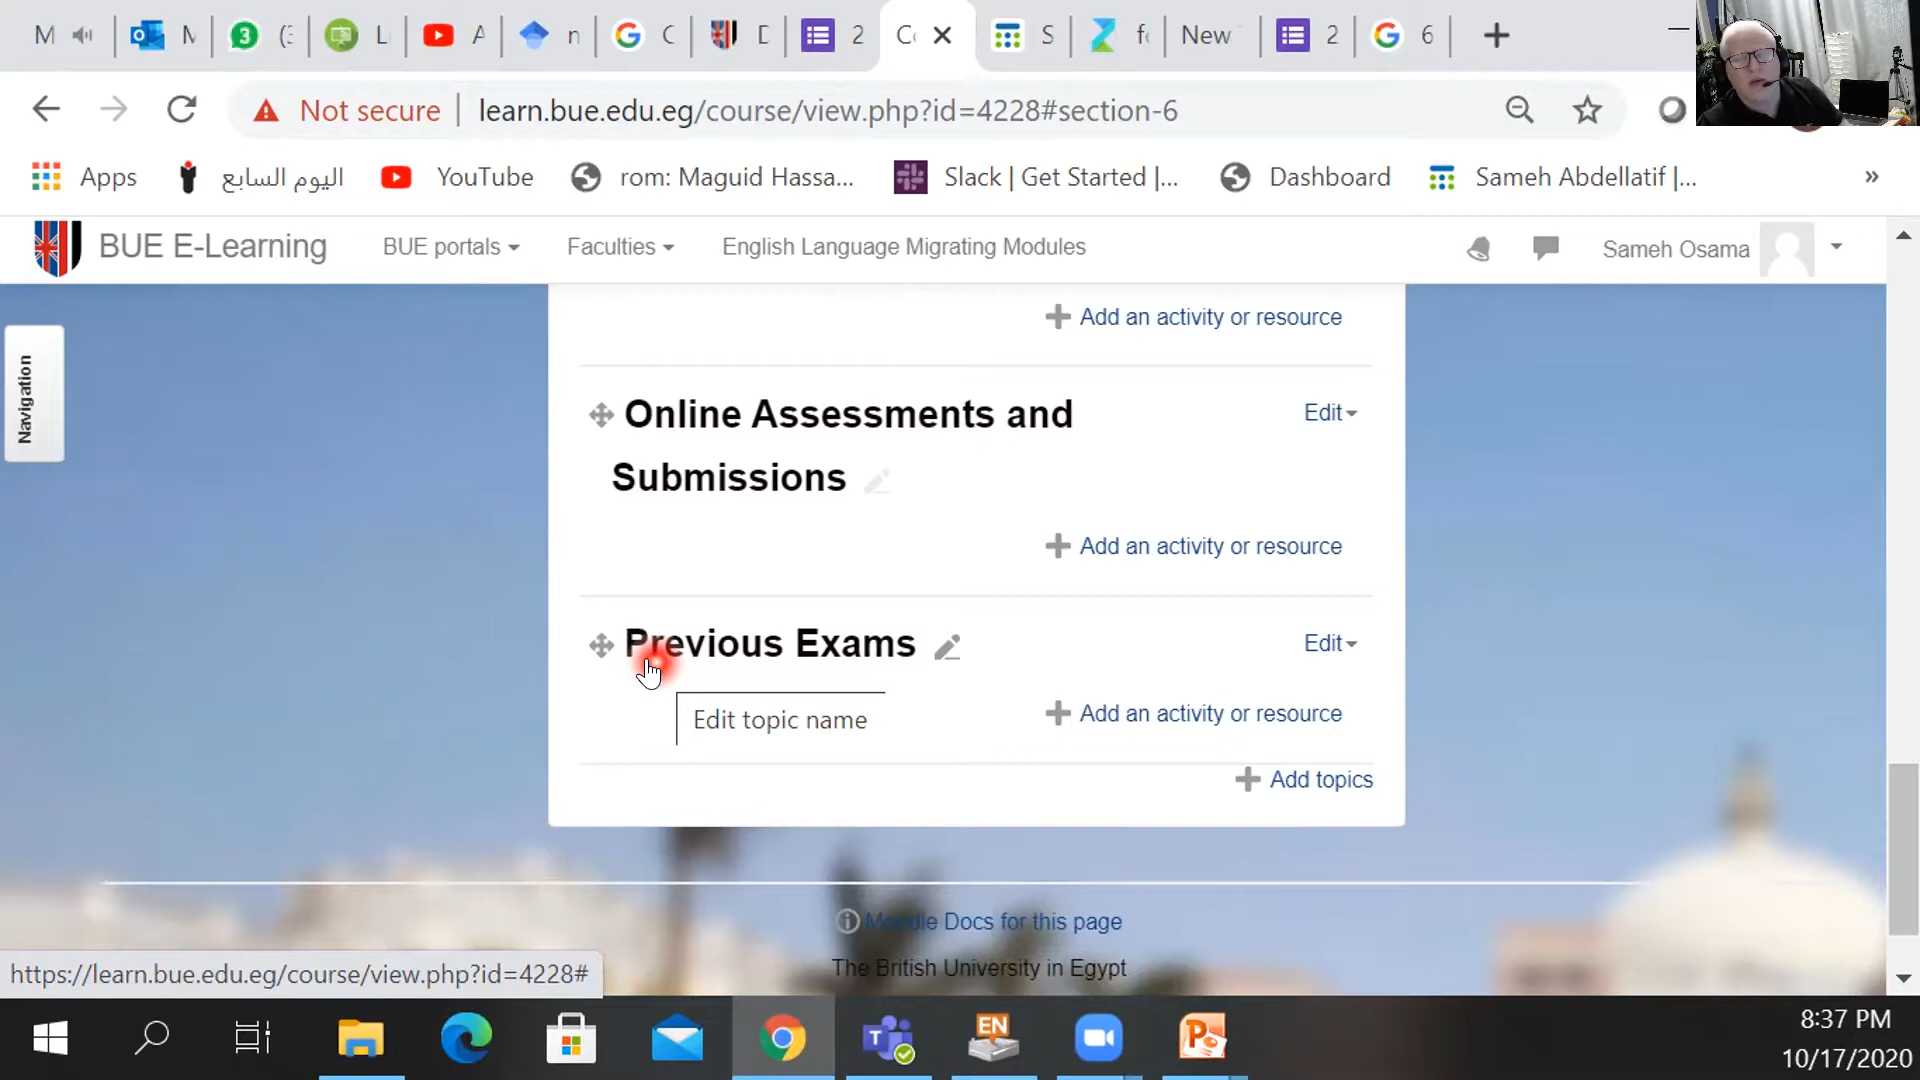 M
M
3 (3
L
A
n
C
D
2
Co
S
fe
New
2
6
Not secure learn.bue.edu.eg/course/view.php?id=4228#section-6
Apps اليوم السابع YouTube rom: Maguid Hassa... Slack | Get Started |... Dashboard Sameh Abdellatif |... »
BUE E-Learning BUE portals Faculties English Language Migrating Modules Sameh Osama
Navigation
Add an activity or resource
Online Assessments and Edit
Submissions
Add an activity or resource
Previous Exams Edit
Edit topic name
Add an activity or resource
Add topics
Moodle Docs for this page
The British University in Egypt
https://learn.bue.edu.eg/course/view.php?id=4228#
EN
8:37 PM
10/17/2020